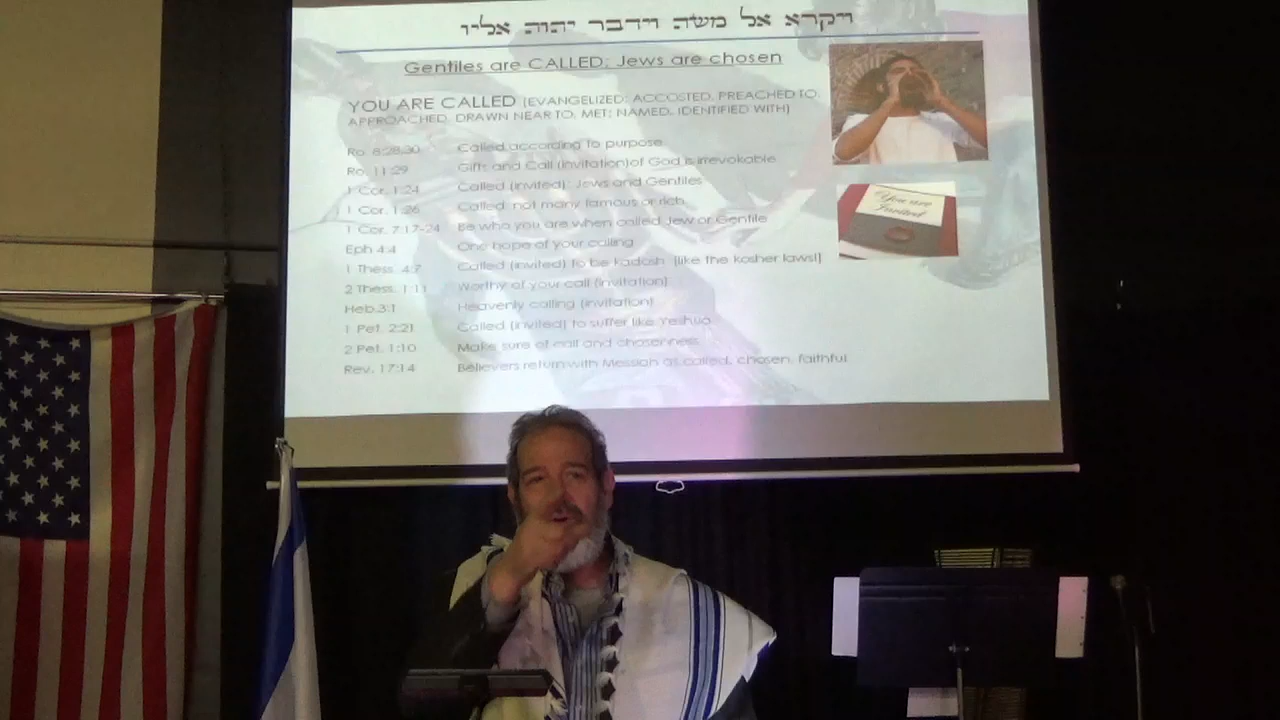 ויקרא אל משה וידבר יהוה אליו
Gentiles are CALLED; Jews are chosen
YOU ARE CALLED (EVANGELIZED; ACCOSTED, PREACHED TO,
APPROACHED, DRAWN NEAR TO, MET; NAMED, IDENTIFIED WITH)
Ro. 8:28,30 Called according to purpose
Ro. 11:29 Gifts and Call (invitation)of God is irrevokable
1 Cor. 1:24 Called (invited): Jews and Gentiles
1 Cor. 1:26 Called: not many famous or rich
1 Cor. 7:17-24 Be who you are when called Jew or Gentile
Eph 4:4 One hope of your calling
1 Thess. 4:7 Called (invited) to be kadosh [like the kosher laws!]
2 Thess. 1:11 Worthy of your call (invitation)
Heb.3:1 Heavenly calling (invitation)
1 Pet. 2:21 Called (invited) to suffer like Yeshua
2 Pet. 1:10 Make sure of call and chosenness
Rev. 17:14 Believers return with Messiah as called, chosen, faithful
You are
Invited